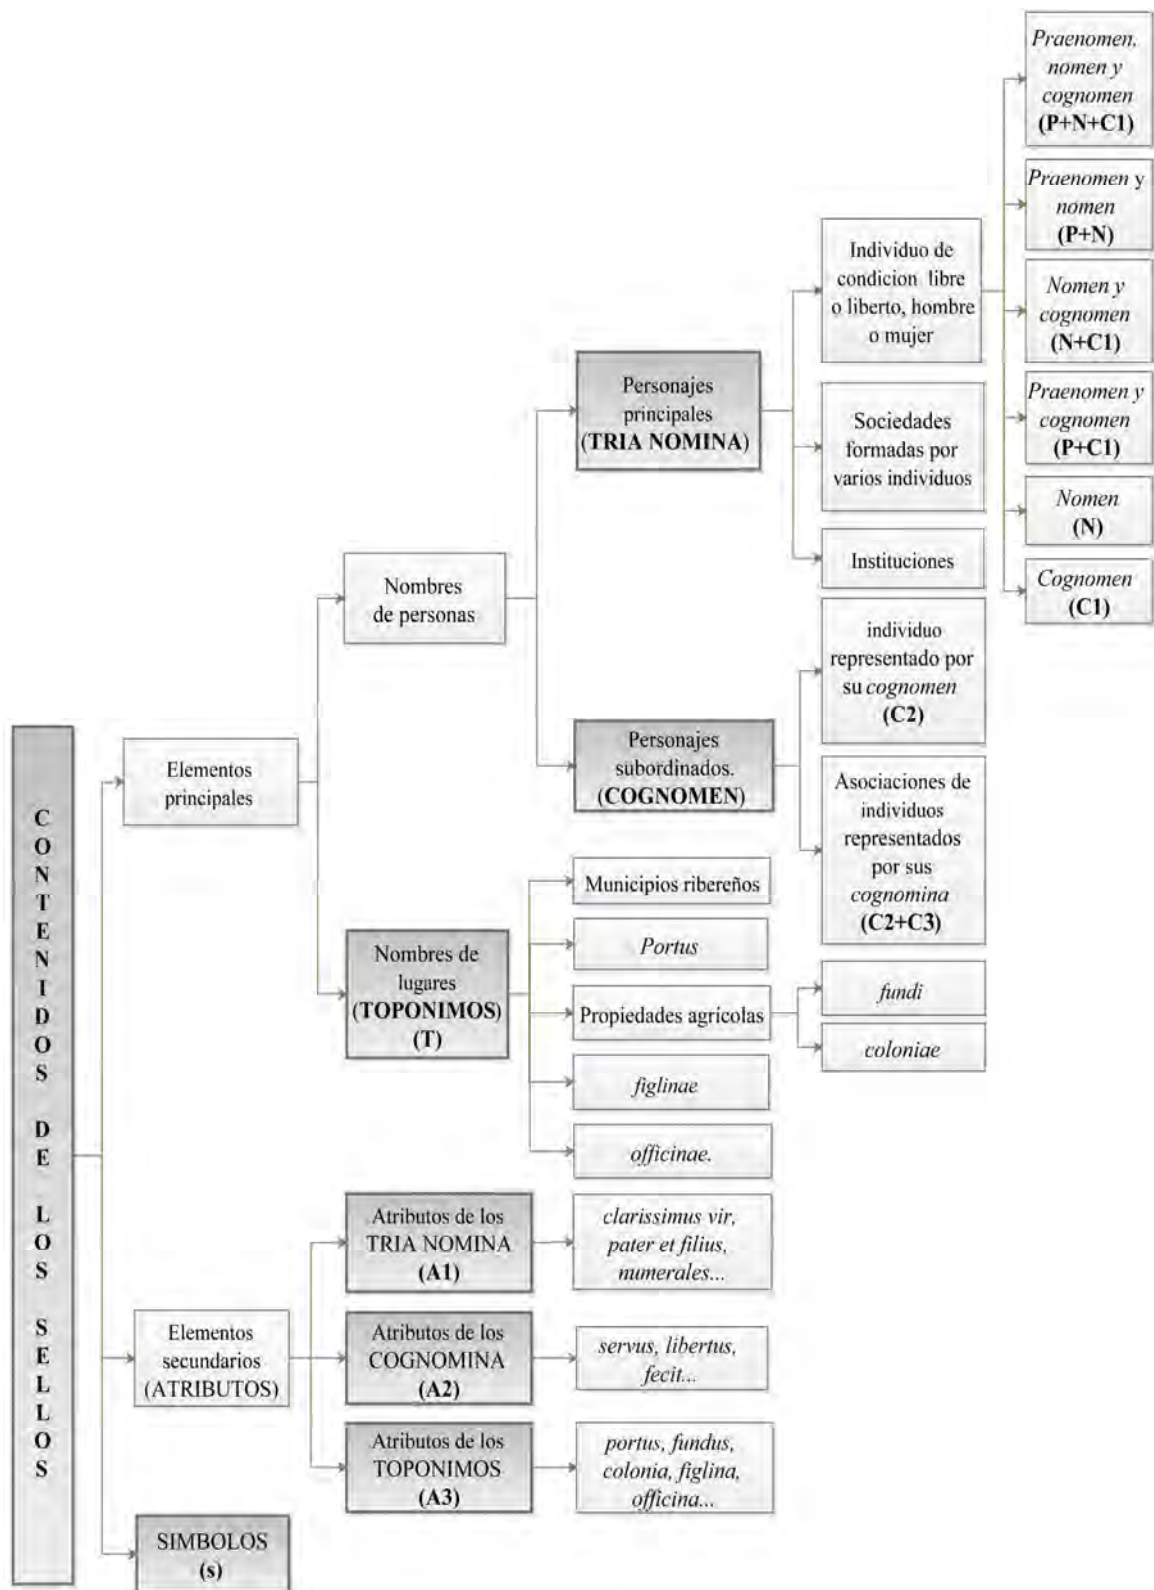 CONTENIDOS DE LOS SELLOS
Elementos
principales
Nombres
de personas
Personajes
principales
(TRIA NOMINA)
Individuo de
condicion libre
o liberto, hombre
o mujer
Praenomen,
nomen y
cognomen
(P+N+C1)
Praenomen y
nomen
(P+N)
Nomen y
cognomen
(N+C1)
Praenomen y
cognomen
(P+C1)
Nomen
(N)
Cognomen
(C1)
Sociedades
formadas por
varios individuos
Instituciones
Personajes
subordinados.
(COGNOMEN)
individuo
representado por
su cognomen
(C2)
Asociaciones de
individuos
representados
por sus
cognomina
(C2+C3)
Nombres de
lugares
(TOPONIMOS)
(T)
Municipios ribereños
Portus
Propiedades agrícolas
fundi
coloniae
figlinae
officinae.
Elementos
secundarios
(ATRIBUTOS)
Atributos de los
TRIA NOMINA
(A1)
clarissimus vir,
pater et filius,
numerales...
Atributos de los
COGNOMINA
(A2)
servus, libertus,
fecit...
Atributos de los
TOPONIMOS
(A3)
portus, fundus,
colonia, figlina,
officina...
SIMBOLOS
(s)